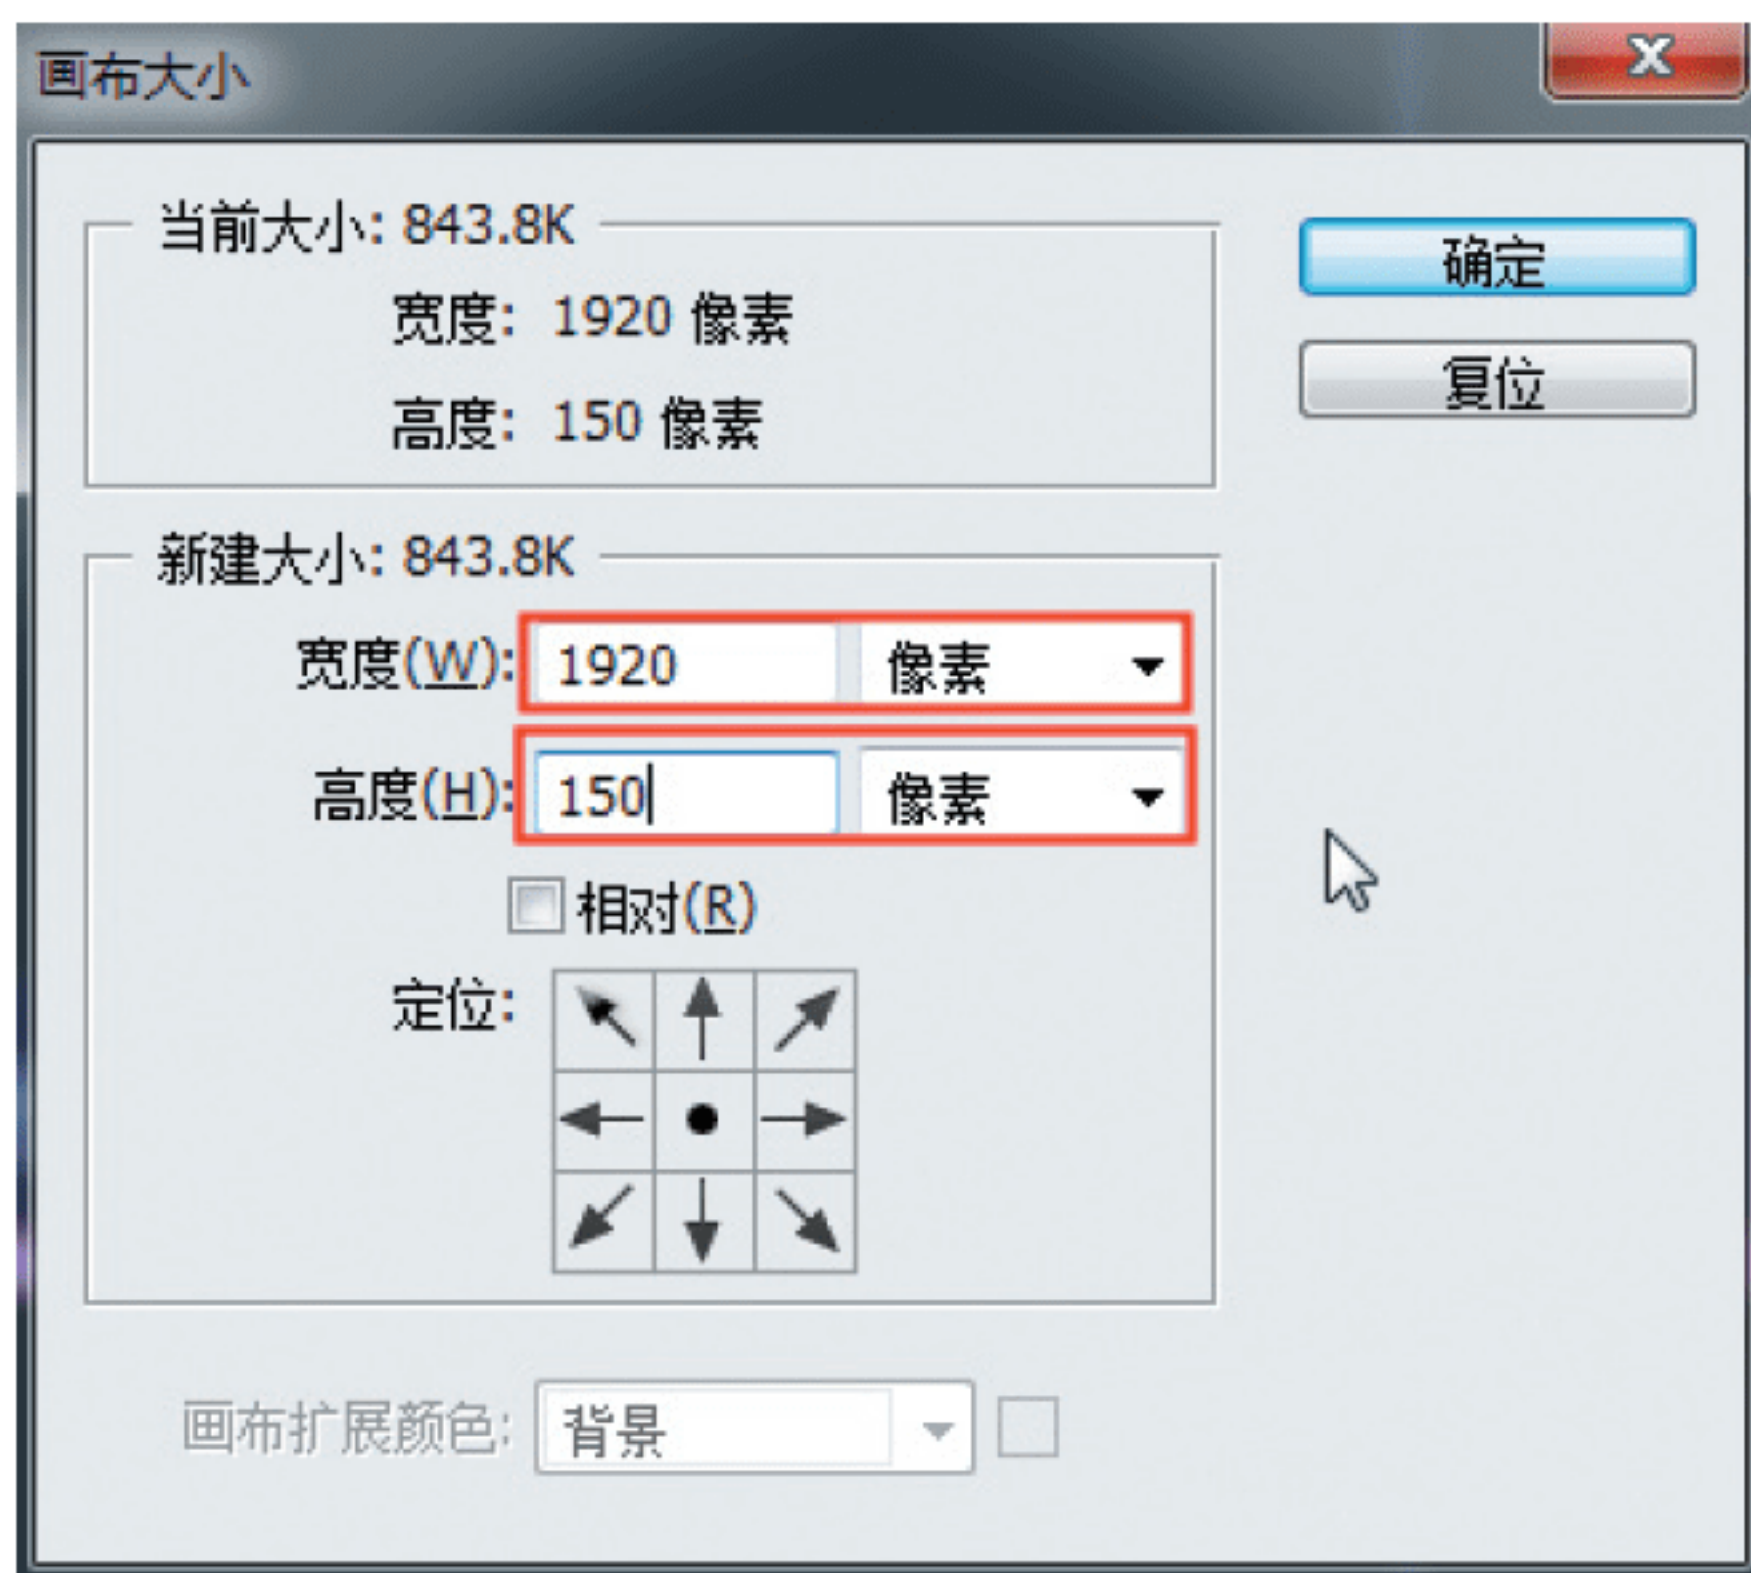 画布大小
当前大小: 843.8K
宽度: 1920 像素
高度: 150 像素
确定
复位
新建大小: 843.8K
宽度(W): 1920 像素
高度(H): 150 像素
相对(R)
定位:
画布扩展颜色: 背景